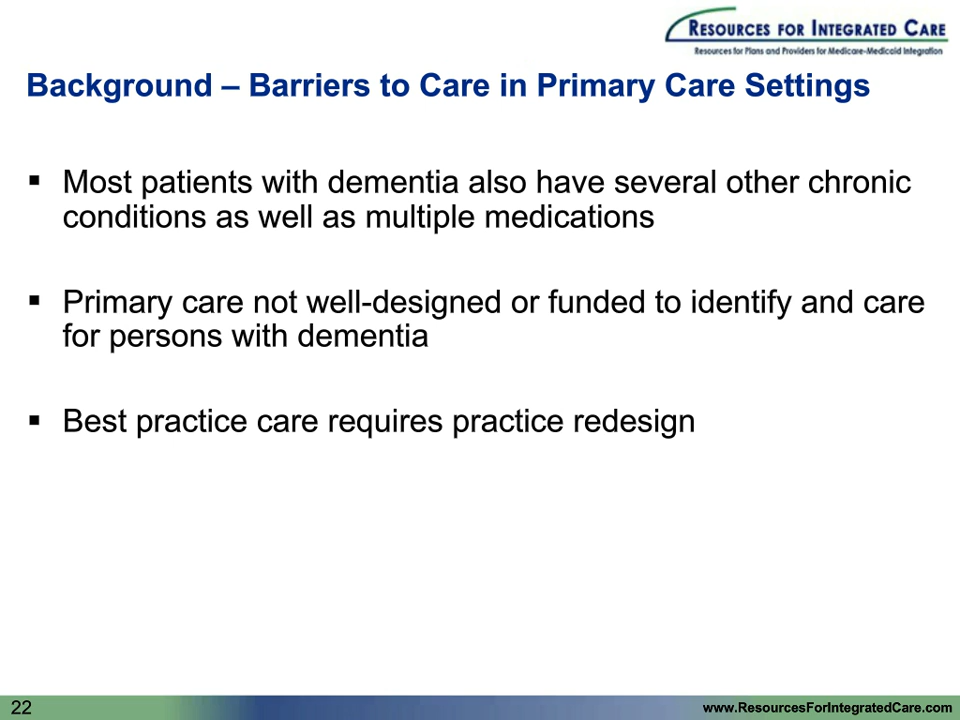 RESOURCES FOR INTEGRATED CARE
Resources for Plans and Providers for Medicare-Medicaid Integration
Background – Barriers to Care in Primary Care Settings
▪ Most patients with dementia also have several other chronic
conditions as well as multiple medications
▪ Primary care not well-designed or funded to identify and care
for persons with dementia
▪ Best practice care requires practice redesign
22
www.ResourcesForIntegratedCare.com